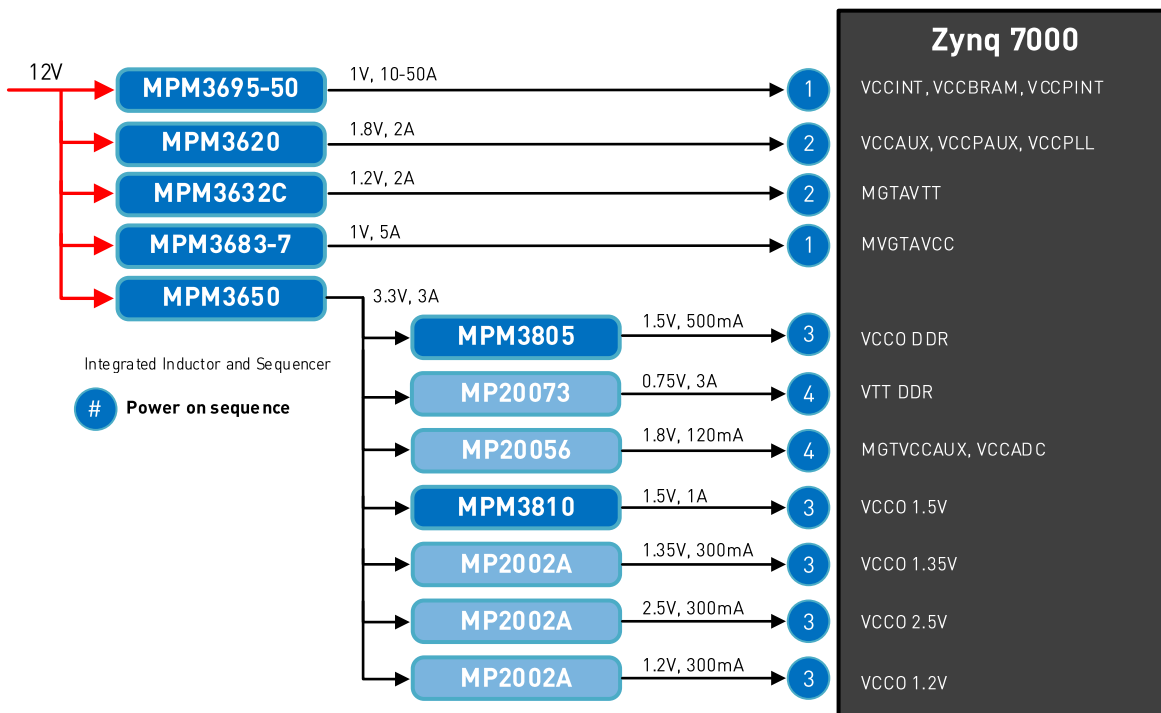 Zynq 7000
12V
MPM3695-50
1V, 10-50A
1
VCCINT, VCCBRAM, VCCPINT
MPM3620
1.8V, 2A
2
VCCAUX, VCCPAUX, VCCPLL
MPM3632C
1.2V, 2A
2
MGTAVTT
MPM3683-7
1V, 5A
1
MVGTAVCC
MPM3650
3.3V, 3A
MPM3805
1.5V, 500mA
3
VCCO DDR
Integrated Inductor and Sequencer
# Power on sequence
MP20073
0.75V, 3A
4
VTT DDR
MP20056
1.8V, 120mA
4
MGTVCCAUX, VCCADC
MPM3810
1.5V, 1A
3
VCCO 1.5V
MP2002A
1.35V, 300mA
3
VCCO 1.35V
MP2002A
2.5V, 300mA
3
VCCO 2.5V
MP2002A
1.2V, 300mA
3
VCCO 1.2V